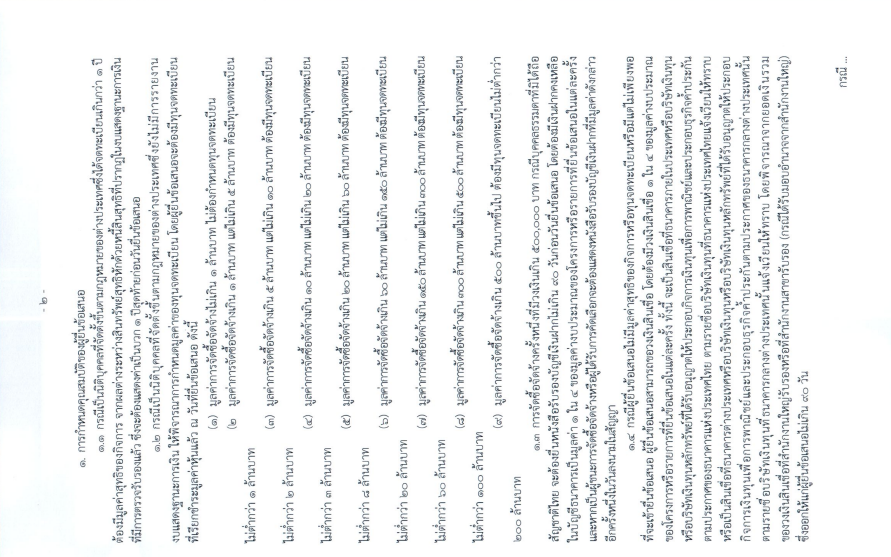 - ๒ -
๑. การกำหนดคุณสมบัติของผู้ยื่นข้อเสนอ
๑.๑ กรณีเป็นนิติบุคคลที่จัดตั้งขึ้นตามกฎหมายของต่างประเทศซึ่งได้จดทะเบียนเกินกว่า ๑ ปี
ต้องมีมูลค่าสุทธิของกิจการ จากผลต่างระหว่างสินทรัพย์สุทธิหักด้วยหนี้สินสุทธิที่ปรากฏในงบแสดงฐานะการเงิน
ที่มีการตรวจรับรองแล้ว ซึ่งจะต้องแสดงค่าเป็นบวก ๑ ปีสุดท้ายก่อนวันยื่นข้อเสนอ
๑.๒ กรณีเป็นนิติบุคคลที่จัดตั้งขึ้นตามกฎหมายของต่างประเทศซึ่งยังไม่มีการรายงาน
งบแสดงฐานะการเงิน ให้พิจารณาการกำหนดมูลค่าของทุนจดทะเบียน โดยผู้ยื่นข้อเสนอจะต้องมีทุนจดทะเบียน
ที่เรียกชำระมูลค่าหุ้นแล้ว ณ วันที่ยื่นข้อเสนอ ดังนี้
(๑) มูลค่าการจัดซื้อจัดจ้างไม่เกิน ๑ ล้านบาท ไม่ต้องกำหนดทุนจดทะเบียน
(๒ มูลค่าการจัดซื้อจัดจ้างเกิน ๑ ล้านบาท แต่ไม่เกิน ๕ ล้านบาท ต้องมีทุนจดทะเบียน
ไม่ต่ำกว่า ๑ ล้านบาท
(๓) มูลค่าการจัดซื้อจัดจ้างเกิน ๕ ล้านบาท แต่ไม่เกิน ๑๐ ล้านบาท ต้องมีทุนจดทะเบียน
ไม่ต่ำกว่า ๒ ล้านบาท
(๔) มูลค่าการจัดซื้อจัดจ้างเกิน ๑๐ ล้านบาท แต่ไม่เกิน ๒๐ ล้านบาท ต้องมีทุนจดทะเบียน
ไม่ต่ำกว่า ๓ ล้านบาท
(๕) มูลค่าการจัดซื้อจัดจ้างเกิน ๒๐ ล้านบาท แต่ไม่เกิน ๖๐ ล้านบาท ต้องมีทุนจดทะเบียน
ไม่ต่ำกว่า ๘ ล้านบาท
(๖) มูลค่าการจัดซื้อจัดจ้างเกิน ๖๐ ล้านบาท แต่ไม่เกิน ๑๕๐ ล้านบาท ต้องมีทุนจดทะเบียน
ไม่ต่ำกว่า ๒๐ ล้านบาท
(๗) มูลค่าการจัดซื้อจัดจ้างเกิน ๑๕๐ ล้านบาท แต่ไม่เกิน ๓๐๐ ล้านบาท ต้องมีทุนจดทะเบียน
ไม่ต่ำกว่า ๖๐ ล้านบาท
(๘) มูลค่าการจัดซื้อจัดจ้างเกิน ๓๐๐ ล้านบาท แต่ไม่เกิน ๕๐๐ ล้านบาท ต้องมีทุนจดทะเบียน
ไม่ต่ำกว่า ๑๐๐ ล้านบาท
(๙) มูลค่าการจัดซื้อจัดจ้างเกิน ๕๐๐ ล้านบาทขึ้นไป ต้องมีทุนจดทะเบียนไม่ต่ำกว่า
๒๐๐ ล้านบาท
๑.๓ การจัดซื้อจัดจ้างครั้งหนึ่ง ที่มีวงเงินเกิน ๕๐๐,๐๐๐ บาท กรณีบุคคลธรรมดาที่มิได้ถือ
สัญชาติไทย จะต้องยื่นหนังสือรับรองบัญชีเงินฝากไม่เกิน ๙๐ วันก่อนวันยื่นข้อเสนอ โดยต้องมีเงินฝากคงเหลือ
ในบัญชีธนาคารเป็นมูลค่า ๑ ใน ๔ ของมูลค่างบประมาณของโครงการหรือรายการที่ยื่นข้อเสนอในแต่ละครั้ง
และหากเป็นผู้ชนะการจัดซื้อจัดจ้างหรือผู้ได้รับการคัดเลือกจะต้องแสดงหนังสือรับรองบัญชีเงินฝากที่มีมูลค่าดังกล่าว
อีกครั้งหนึ่งในวันลงนามในสัญญา
๑.๔ กรณีที่ผู้ยื่นข้อเสนอไม่มีมูลค่าสุทธิของกิจการหรือทุนจดทะเบียนหรือมีแต่ไม่เพียงพอ
ที่จะเข้ายื่นข้อเสนอ ผู้ยื่นข้อเสนอสามารถขอวงเงินสินเชื่อ โดยต้องมีวงเงินสินเชื่อ ๑ ใน ๔ ของมูลค่างบประมาณ
ของโครงการหรือรายการที่ยื่นข้อเสนอในแต่ละครั้ง ทั้งนี้ จะเป็นสินเชื่อที่ธนาคารภายในประเทศหรือบริษัทเงินทุน
หรือบริษัทเงินทุนหลักทรัพย์ที่ได้รับอนุญาตให้ประกอบกิจการเงินทุนเพื่อการพาณิชย์และประกอบธุรกิจค้ำประกัน
ตามประกาศของธนาคารแห่งประเทศไทย ตามรายชื่อบริษัทเงินทุนที่ธนาคารแห่งประเทศไทยแจ้งเวียนให้ทราบ
หรือเป็นสินเชื่อธนาคารต่างประเทศหรือบริษัทเงินทุนหรือบริษัทเงินทุนหลักทรัพย์ที่ได้รับอนุญาตให้ประกอบ
กิจการเงินทุนเพื่อการพาณิชย์และประกอบธุรกิจค้ำประกันตามประกาศของธนาคารกลางต่างประเทศนั้น
ตามรายชื่อบริษัทเงินทุนที่ธนาคารกลางต่างประเทศนั้นแจ้งเวียนให้ทราบ โดยพิจารณาจากยอดเงินรวม
ของวงเงินสินเชื่อที่สำนักงานใหญ่รับรองหรือที่สำนักงานสาขารับรอง (กรณีได้รับมอบอำนาจจากสำนักงานใหญ่)
ซึ่งออกให้แก่ผู้ยื่นข้อเสนอไม่เกิน ๙๐ วัน
กรณี ...